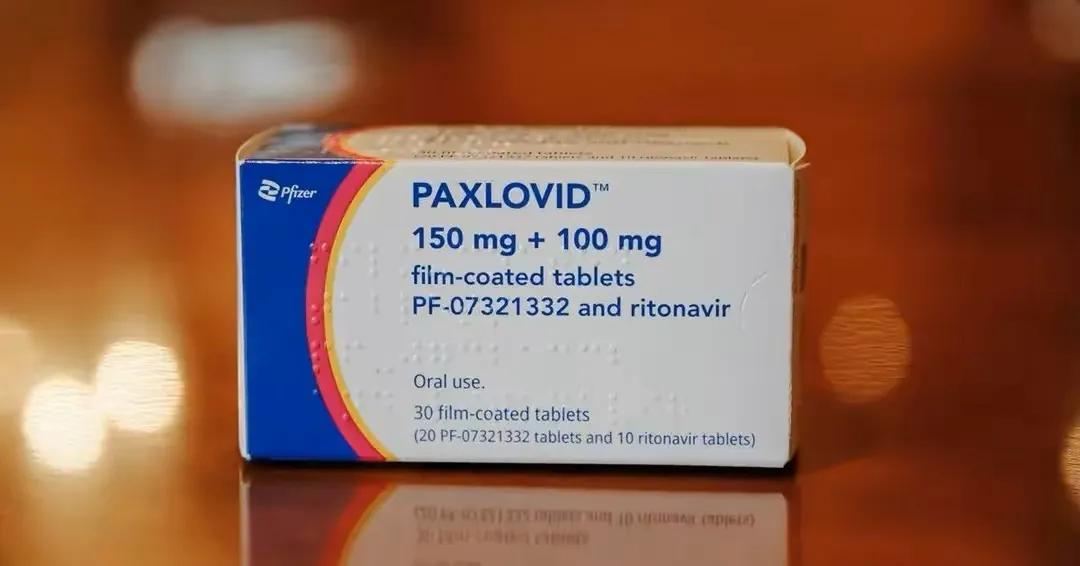 Pfizer
PAXLOVID™
150 mg + 100 mg
film-coated tablets
PF-07321332 and ritonavir
Oral use.
30 film-coated tablets
(20 PF-07321332 tablets and 10 ritonavir tablets)